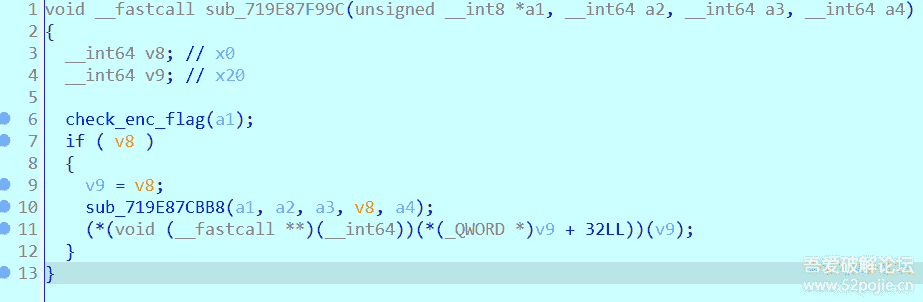 1 void __fastcall sub_719E87F99C(unsigned __int8 *a1, __int64 a2, __int64 a3, __int64 a4)
2 {
3   __int64 v8; // x0
4   __int64 v9; // x20
5
6   check_enc_flag(a1);
7   if ( v8 )
8   {
9     v9 = v8;
10     sub_719E87CBB8(a1, a2, a3, v8, a4);
11     (*(void (__fastcall **)(__int64))(*(_QWORD *)v9 + 32LL))(v9);
12   }
13 }
吾爱破解论坛
www.52pojie.cn